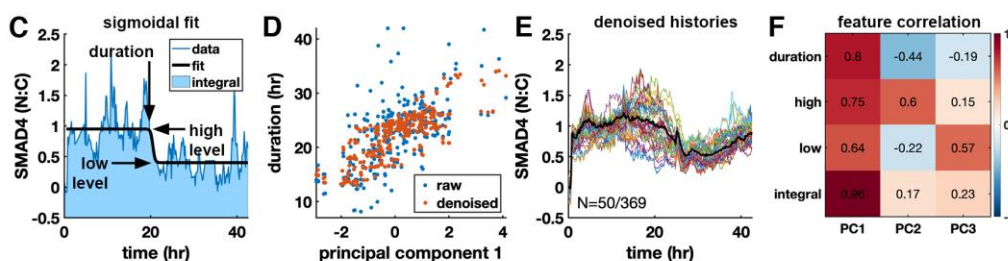 C
sigmoidal fit
SMAD4 (N:C)
2.5
2
1.5
1
0.5
0
-0.5
duration
data
fit
integral
high
level
low
level
0 20 40
time (hr)
D
duration (hr)
40
30
20
10
raw
denoised
-2 0 2 4
principal component 1
E
denoised histories
SMAD4 (N:C)
2.5
2
1.5
1
0.5
0
-0.5
N=50/369
0 20 40
time (hr)
F
feature correlation
duration 0.8 -0.44 -0.19
high 0.75 0.6 0.15
low 0.64 -0.22 0.57
integral 0.96 0.17 0.23
PC1 PC2 PC3